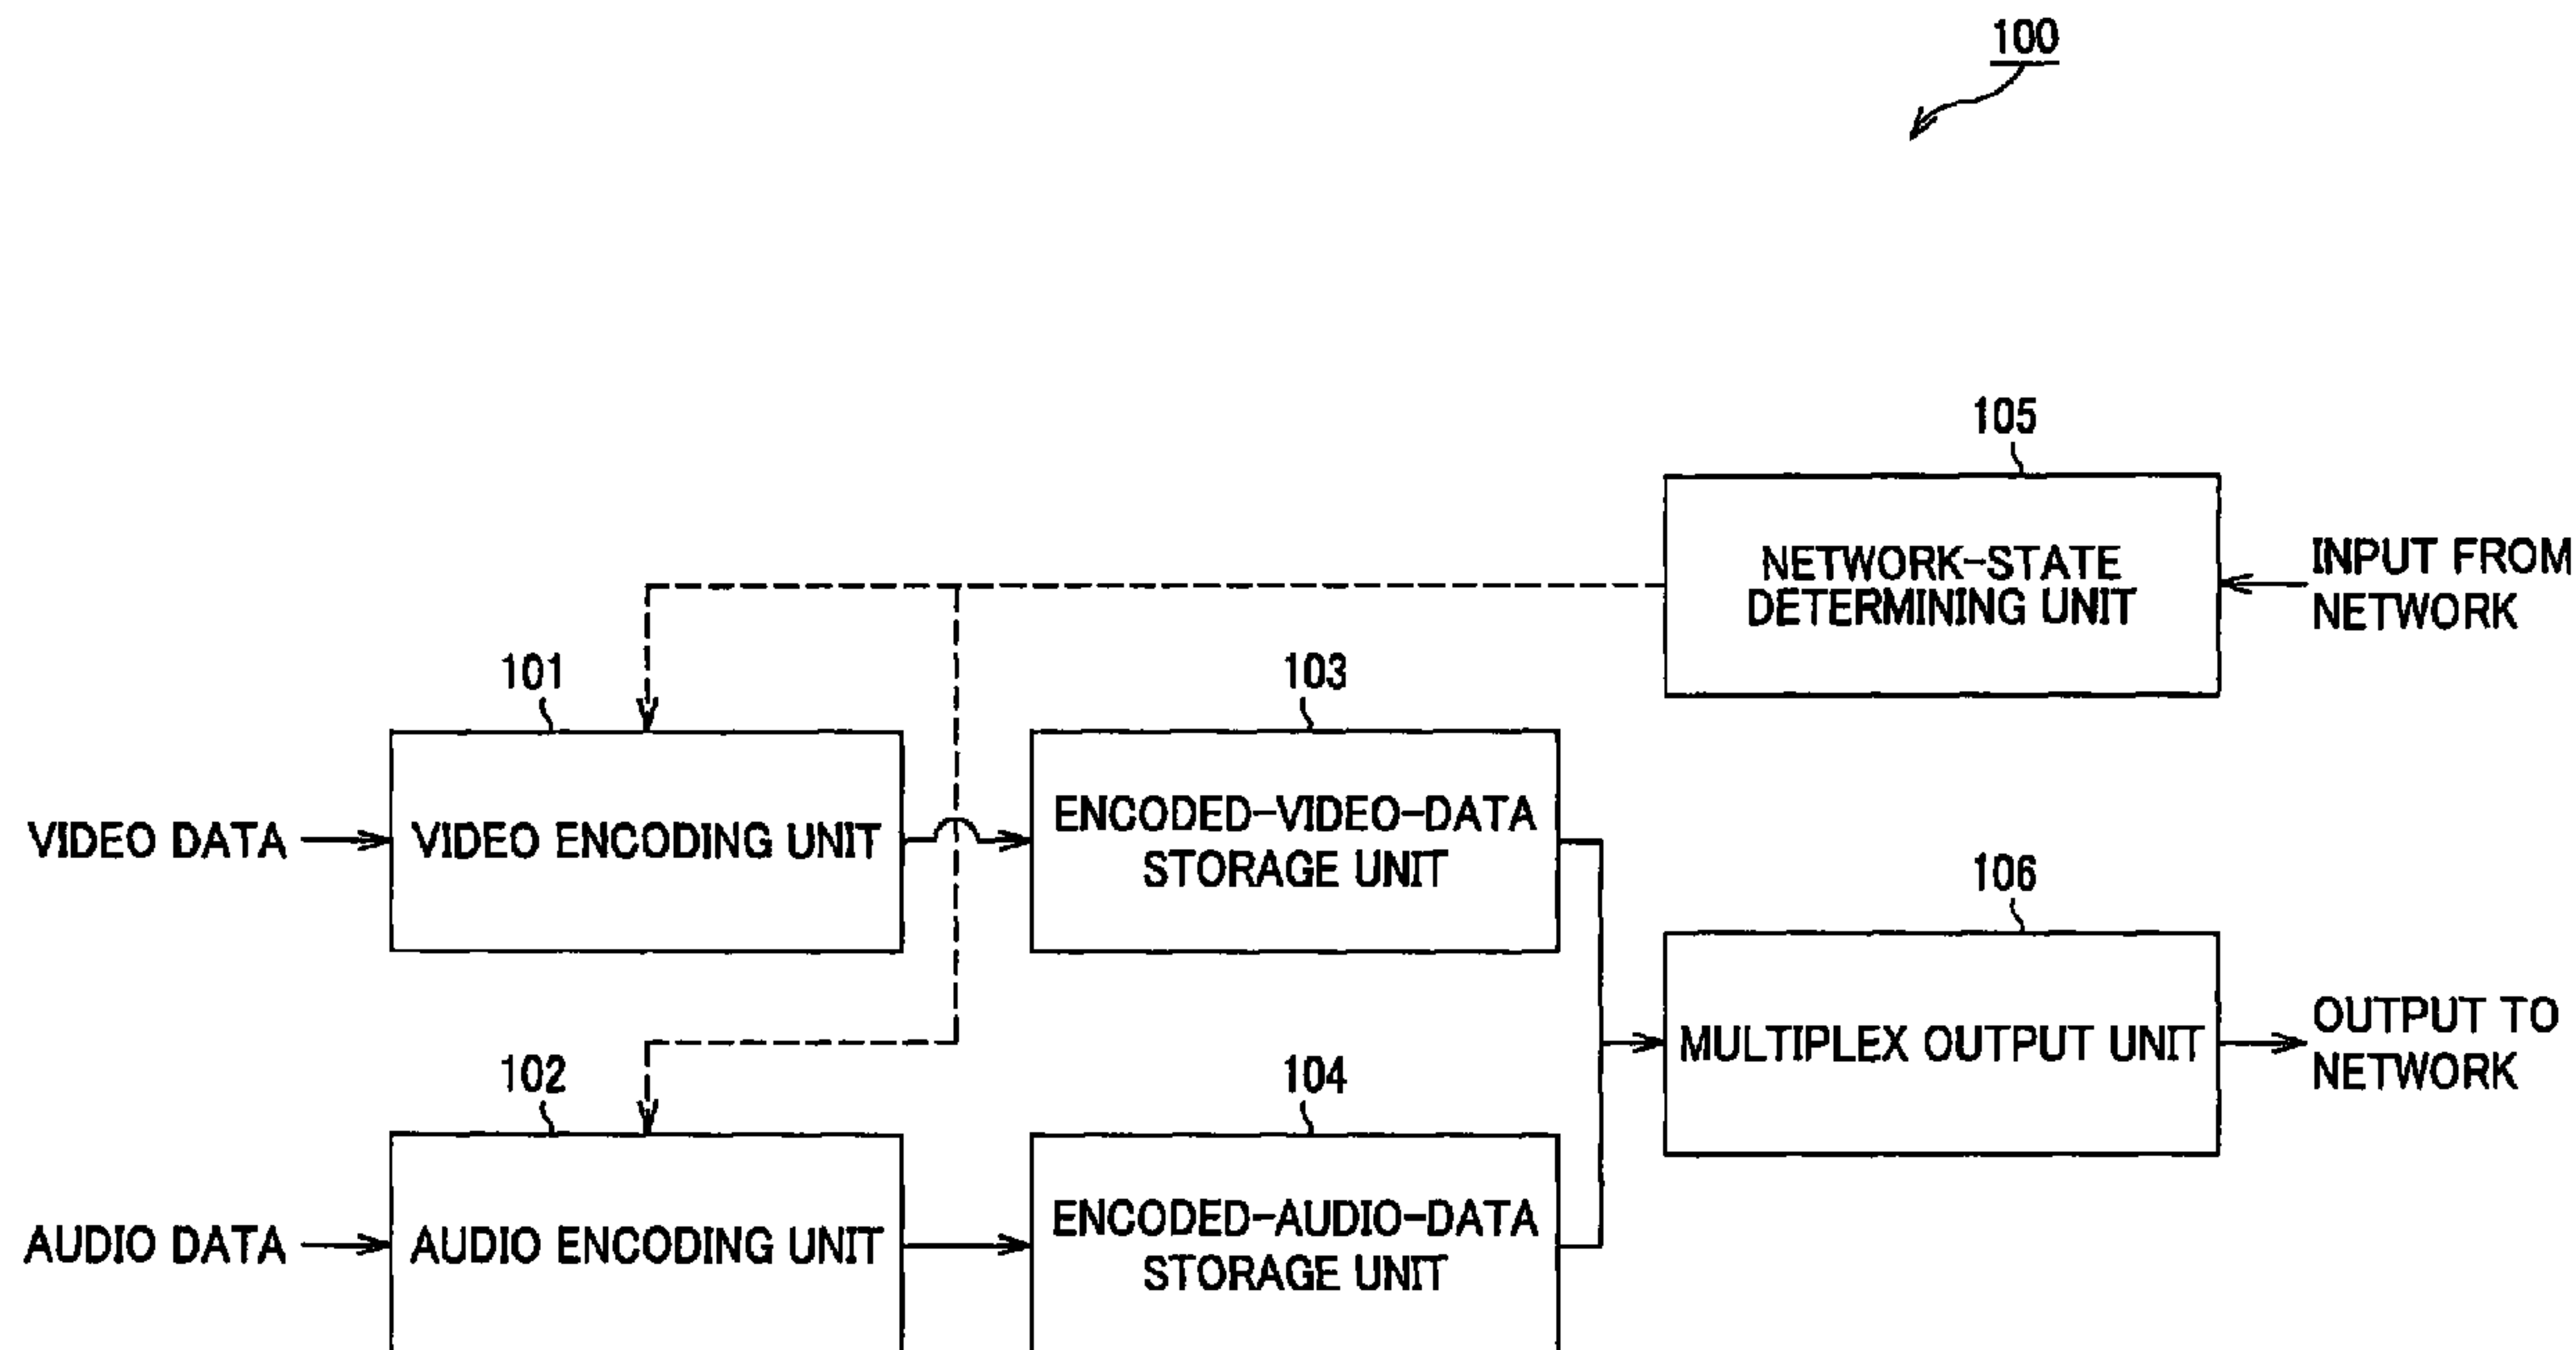 100
105
NETWORK-STATE
DETERMINING UNIT
INPUT FROM
NETWORK
101
103
VIDEO DATA
VIDEO ENCODING UNIT
ENCODED-VIDEO-DATA
STORAGE UNIT
106
MULTIPLEX OUTPUT UNIT
OUTPUT TO
NETWORK
102
104
AUDIO DATA
AUDIO ENCODING UNIT
ENCODED-AUDIO-DATA
STORAGE UNIT